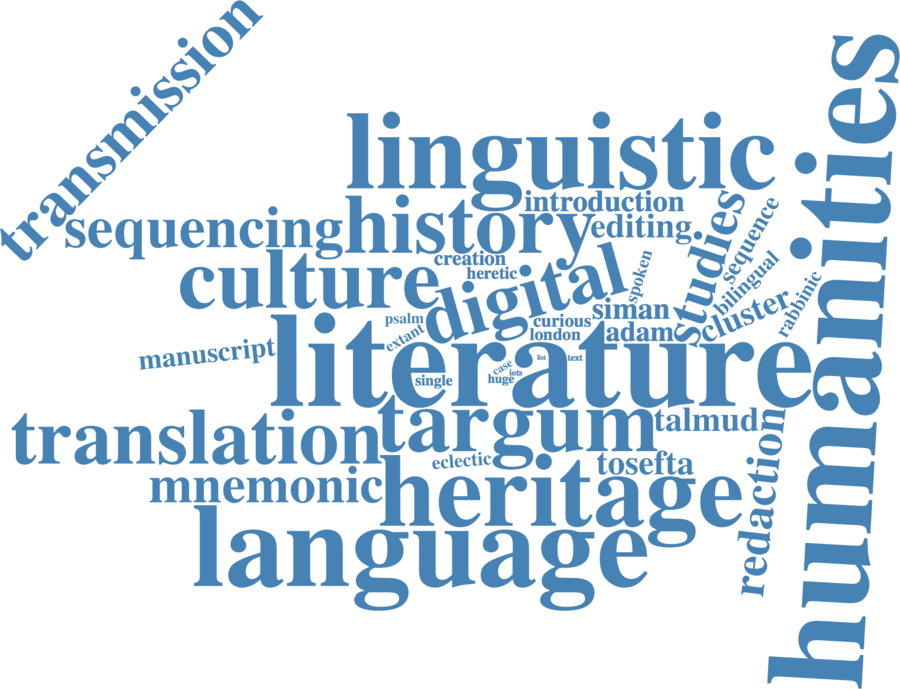 transmission
humanities
linguistic
introduction
studies
sequence
sequencing
history
editing
bilingual
creation
spoken
culture
heretic
digital
siman
cluster
rabbinic
psalm
curious
extant
london
adam
manuscript
literature
list
text
case
iots
single
huge
targum
talmud
translation
eclectic
tosefta
redaction
mnemonic
heritage
language